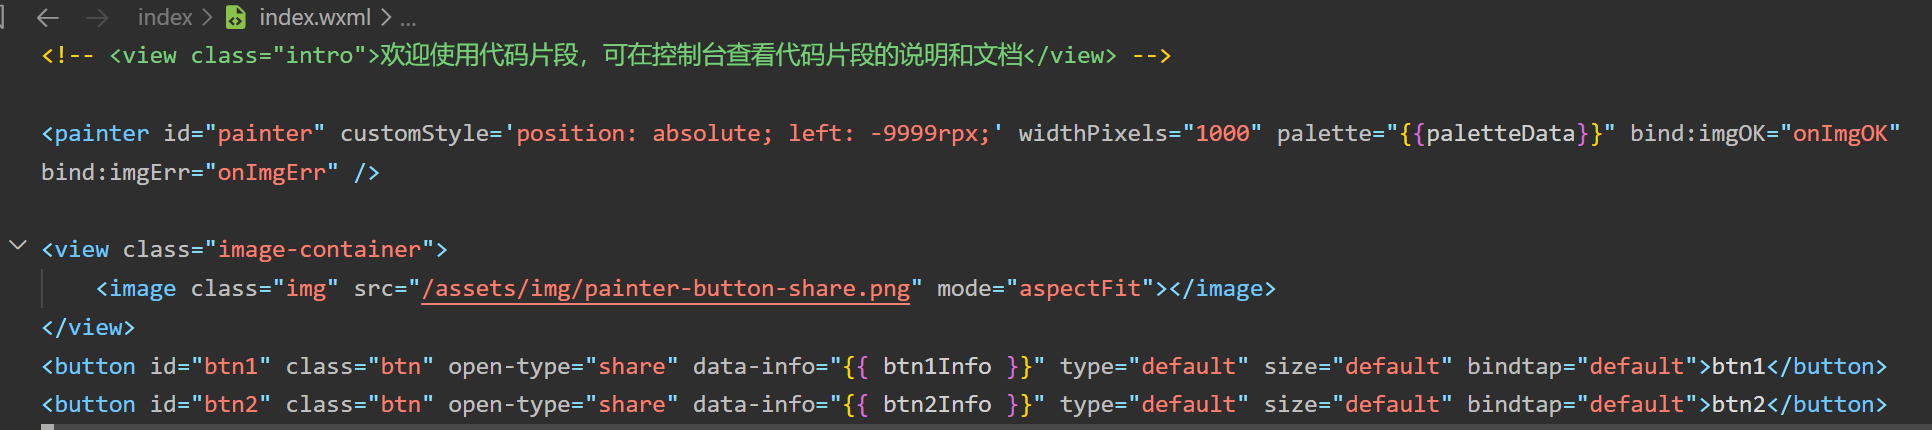 index > index.wxml > ...
<!-- <view class="intro">欢迎使用代码片段，可在控制台查看代码片段的说明和文档</view> -->
<painter id="painter" customStyle='position: absolute; left: -9999rpx;' widthPixels="1000" palette="{{paletteData}}" bind:imgOK="onImgOK"
bind:imgErr="onImgErr" />
<view class="image-container">
<image class="img" src="/assets/img/painter-button-share.png" mode="aspectFit"></image>
</view>
<button id="btn1" class="btn" open-type="share" data-info="{{ btn1Info }}" type="default" size="default" bindtap="default">btn1</button>
<button id="btn2" class="btn" open-type="share" data-info="{{ btn2Info }}" type="default" size="default" bindtap="default">btn2</button>